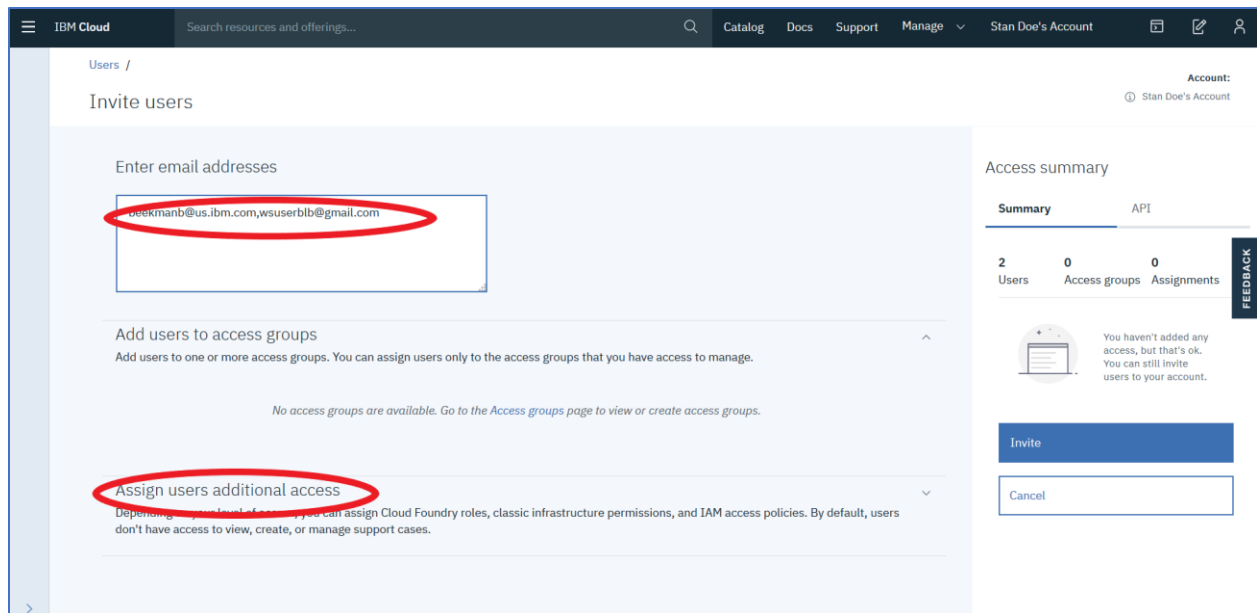 IBM Cloud
Search resources and offerings...
Catalog
Docs
Support
Manage
Stan Doe's Account
Users /
Invite users
Account:
Stan Doe's Account
Enter email addresses
beekmanb@us.ibm.com,wsuserblb@gmail.com
Add users to access groups
Add users to one or more access groups. You can assign users only to the access groups that you have access to manage.
No access groups are available. Go to the Access groups page to view or create access groups.
Assign users additional access
Depending on your level of access, you can assign Cloud Foundry roles, classic infrastructure permissions, and IAM access policies. By default, users
don't have access to view, create, or manage support cases.
Access summary
Summary
API
2
0
0
Users
Access groups
Assignments
You haven't added any
access, but that's ok.
You can still invite
users to your account.
Invite
Cancel
FEEDBACK